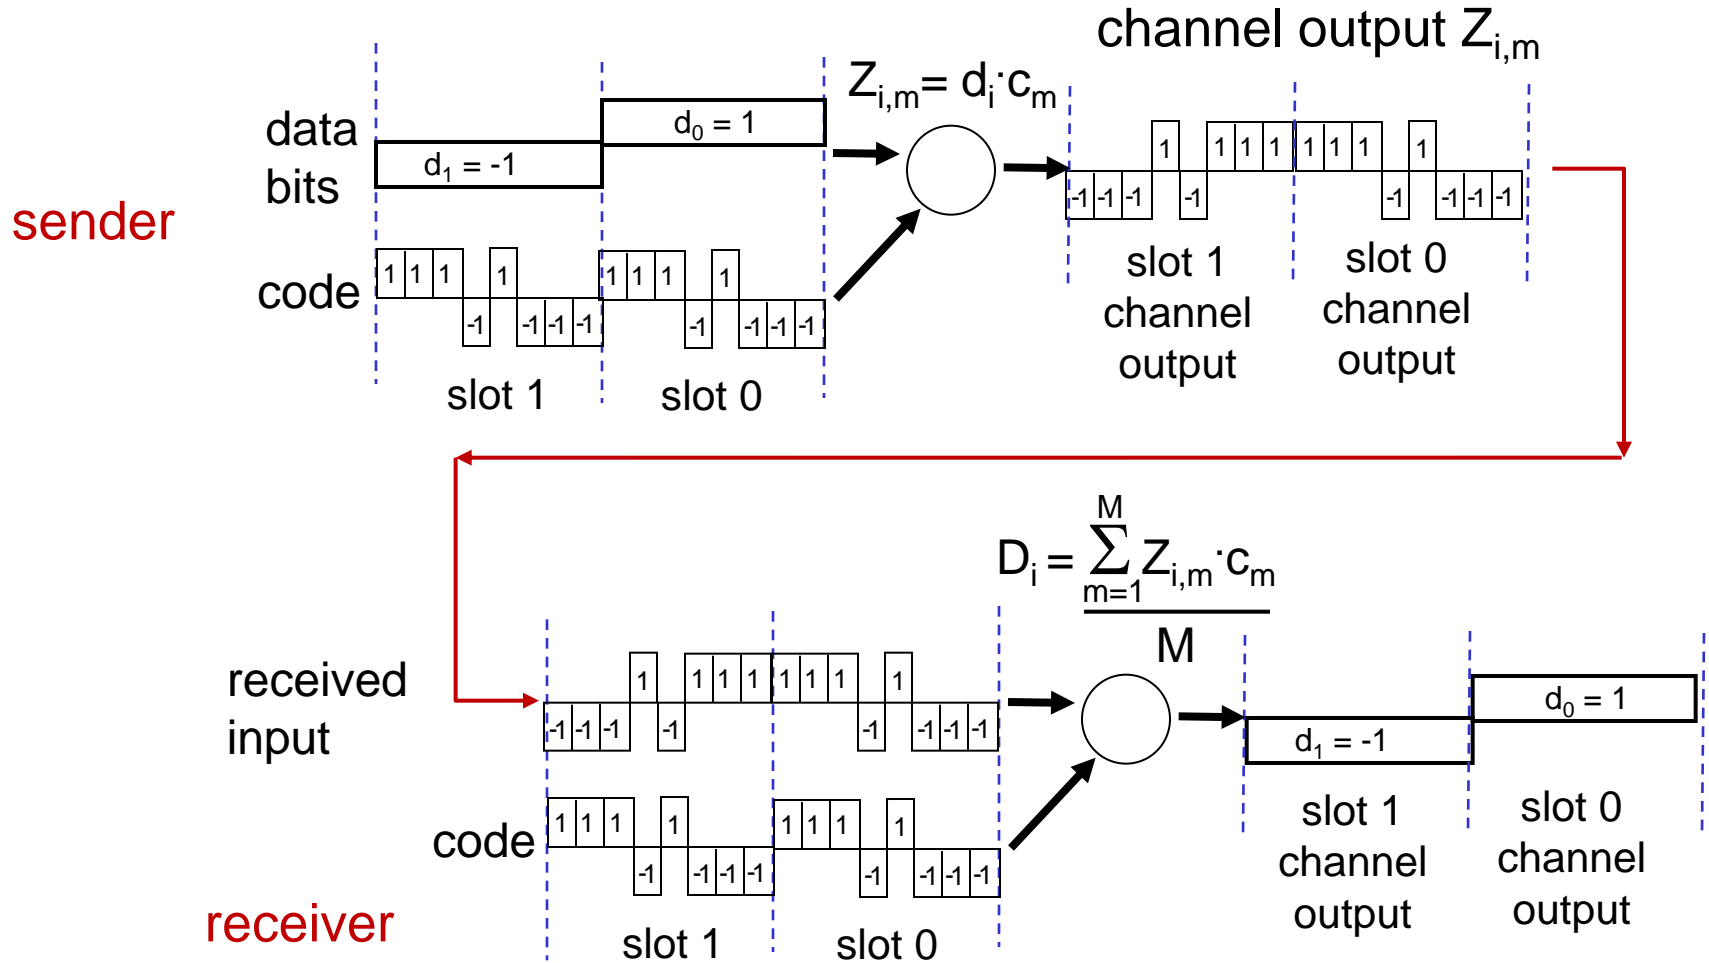 channel output Z_i,m
Z_i,m = d_i·c_m
data bits
d_1 = -1
d_0 = 1
sender
code
1 1 1 -1 1 -1 -1 -1
1 1 1 -1 1 -1 -1 -1
slot 1
slot 0
-1 -1 -1 1 -1 1 1 1
1 1 1 -1 1 -1 -1 -1
slot 1 channel output
slot 0 channel output
D_i = Σ_{m=1}^{M} Z_i,m·c_m / M
received input
-1 -1 -1 1 -1 1 1 1
1 1 1 -1 1 -1 -1 -1
code
1 1 1 -1 1 -1 -1 -1
1 1 1 -1 1 -1 -1 -1
receiver
slot 1
slot 0
d_1 = -1
d_0 = 1
slot 1 channel output
slot 0 channel output